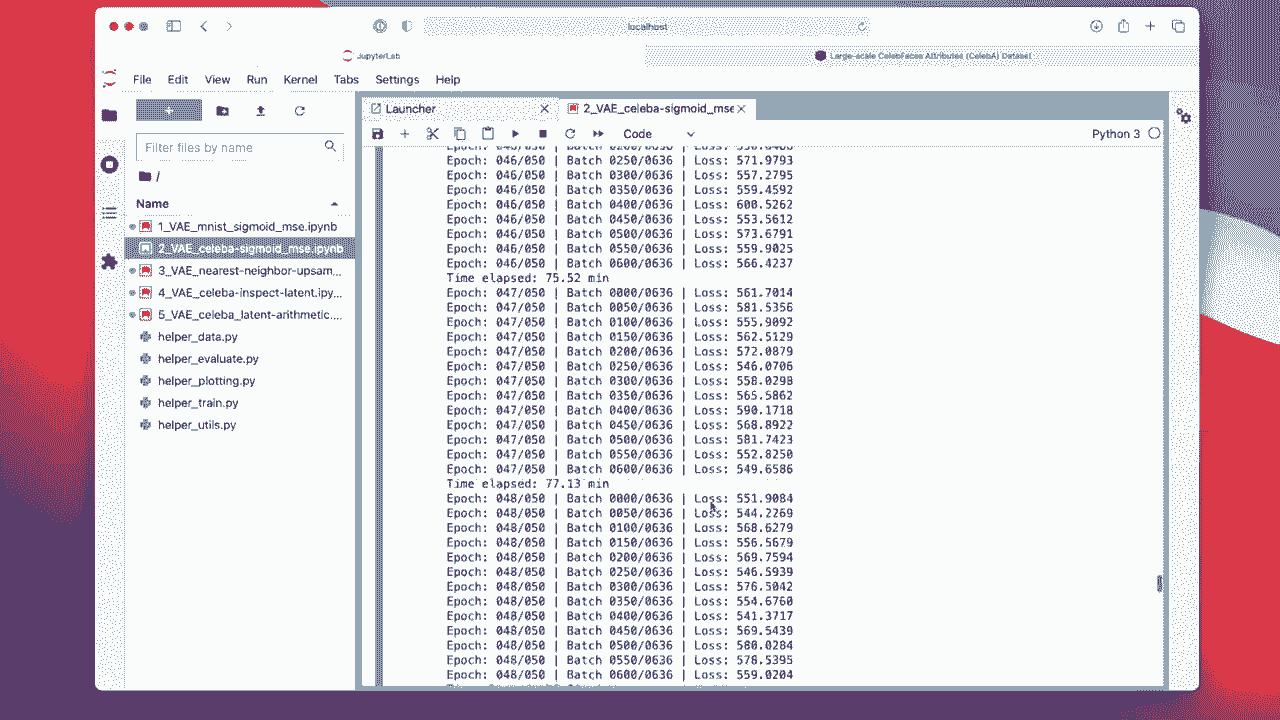 localhost
JupyterLab
Large-scale CelebFaces Attributes (CelebA) Dataset
File Edit View Run Kernel Tabs Settings Help
Launcher
2_VAE_celeba-sigmoid_mse
Code
Python 3
Filter files by name
/
Name
1_VAE_mnist_sigmoid_mse.ipynb
2_VAE_celeba-sigmoid_mse.ipynb
3_VAE_nearest-neighbor-upsam...
4_VAE_celeba-inspect-latent.ipy...
5_VAE_celeba_latent-arithmetic....
helper_data.py
helper_evaluate.py
helper_plotting.py
helper_train.py
helper_utils.py
Epoch: 046/050 | Batch 0200/0636 | Loss:
Epoch: 046/050 | Batch 0250/0636 | Loss: 571.9793
Epoch: 046/050 | Batch 0300/0636 | Loss: 557.2795
Epoch: 046/050 | Batch 0350/0636 | Loss: 559.4592
Epoch: 046/050 | Batch 0400/0636 | Loss: 600.5262
Epoch: 046/050 | Batch 0450/0636 | Loss: 553.5612
Epoch: 046/050 | Batch 0500/0636 | Loss: 573.6791
Epoch: 046/050 | Batch 0550/0636 | Loss: 559.9025
Epoch: 046/050 | Batch 0600/0636 | Loss: 566.4237
Time elapsed: 75.52 min
Epoch: 047/050 | Batch 0000/0636 | Loss: 561.7014
Epoch: 047/050 | Batch 0050/0636 | Loss: 581.5356
Epoch: 047/050 | Batch 0100/0636 | Loss: 555.9092
Epoch: 047/050 | Batch 0150/0636 | Loss: 562.5129
Epoch: 047/050 | Batch 0200/0636 | Loss: 572.0879
Epoch: 047/050 | Batch 0250/0636 | Loss: 546.0706
Epoch: 047/050 | Batch 0300/0636 | Loss: 558.0298
Epoch: 047/050 | Batch 0350/0636 | Loss: 565.5862
Epoch: 047/050 | Batch 0400/0636 | Loss: 590.1718
Epoch: 047/050 | Batch 0450/0636 | Loss: 568.8922
Epoch: 047/050 | Batch 0500/0636 | Loss: 581.7423
Epoch: 047/050 | Batch 0550/0636 | Loss: 552.8250
Epoch: 047/050 | Batch 0600/0636 | Loss: 549.6586
Time elapsed: 77.13 min
Epoch: 048/050 | Batch 0000/0636 | Loss: 551.9084
Epoch: 048/050 | Batch 0050/0636 | Loss: 544.2269
Epoch: 048/050 | Batch 0100/0636 | Loss: 568.6279
Epoch: 048/050 | Batch 0150/0636 | Loss: 556.5679
Epoch: 048/050 | Batch 0200/0636 | Loss: 569.7594
Epoch: 048/050 | Batch 0250/0636 | Loss: 546.5939
Epoch: 048/050 | Batch 0300/0636 | Loss: 576.5042
Epoch: 048/050 | Batch 0350/0636 | Loss: 554.6760
Epoch: 048/050 | Batch 0400/0636 | Loss: 541.3717
Epoch: 048/050 | Batch 0450/0636 | Loss: 569.5439
Epoch: 048/050 | Batch 0500/0636 | Loss: 580.0284
Epoch: 048/050 | Batch 0550/0636 | Loss: 578.5395
Epoch: 048/050 | Batch 0600/0636 | Loss: 559.0204